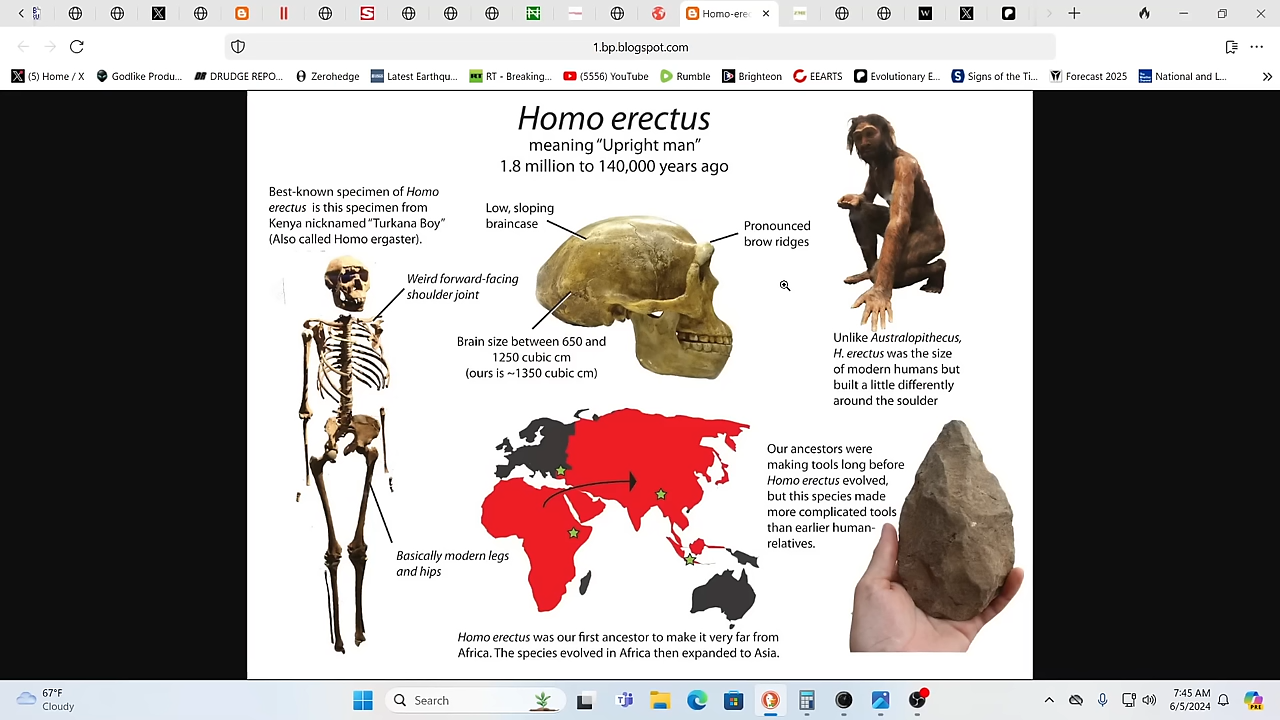 Homo-ere
1.bp.blogspot.com
(5) Home / X
Godlike Produ...
DRUDGE REPO...
Zerohedge
Latest Earthqu...
RT - Breaking...
(5556) YouTube
Rumble
Brighteon
EEARTS
Evolutionary E...
Signs of the Ti...
Forecast 2025
National and L...
Homo erectus
meaning "Upright man"
1.8 million to 140,000 years ago
Best-known specimen of Homo
erectus is this specimen from
Kenya nicknamed "Turkana Boy"
(Also called Homo ergaster).
Low, sloping
braincase
Pronounced
brow ridges
Weird forward-facing
shoulder joint
Brain size between 650 and
1250 cubic cm
(ours is ~1350 cubic cm)
Unlike Australopithecus,
H. erectus was the size
of modern humans but
built a little differently
around the soulder
Our ancestors were
making tools long before
Homo erectus evolved,
but this species made
more complicated tools
than earlier human-
relatives.
Basically modern legs
and hips
Homo erectus was our first ancestor to make it very far from
Africa. The species evolved in Africa then expanded to Asia.
67°F
Cloudy
Search
7:45 AM
6/5/2024